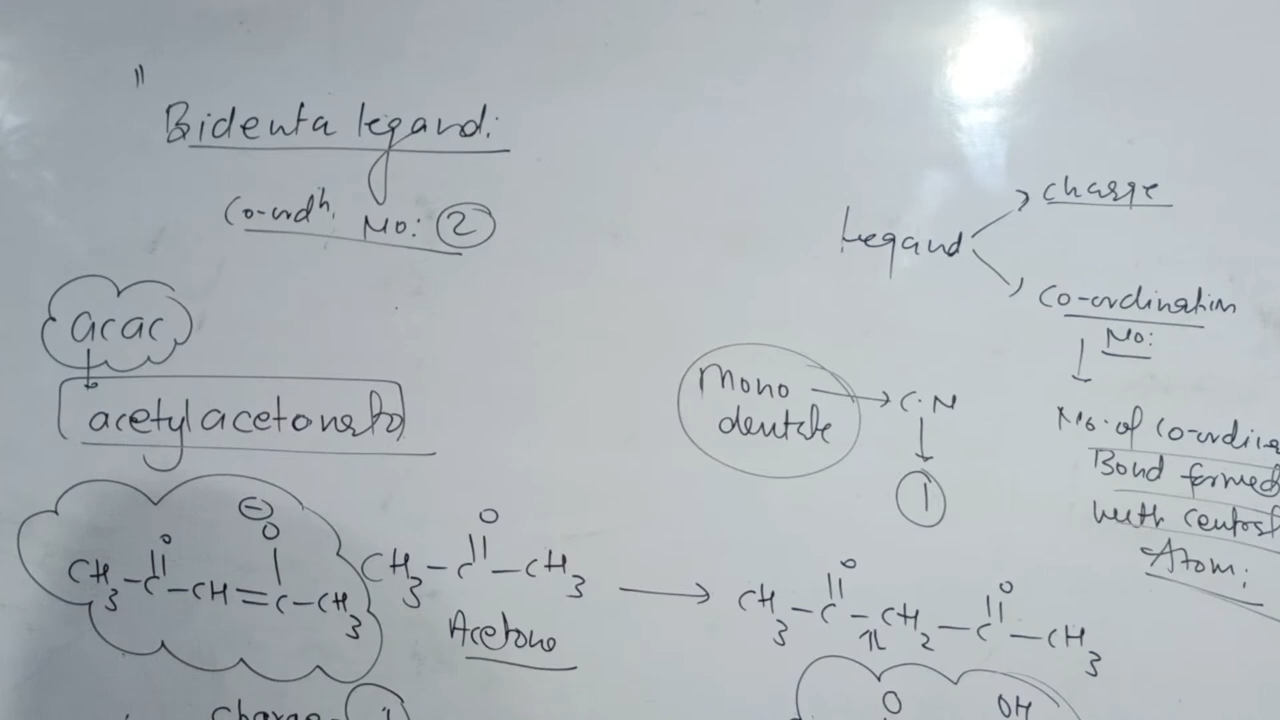 "
Bidenta legand:
Co-ordn. No: 2
acac
acetylacetonato
O
CH3-C-CH=C-CH3
⊖
O
O
CH3-C-CH3
Acetone
Legand
charge
Co-ordination
No:
Mono
dentate
C.N
1
No. of Co-ordina
Bond formed
with central
Atom:
O O
CH3-C-CH2-C-CH3
O OH
Charge